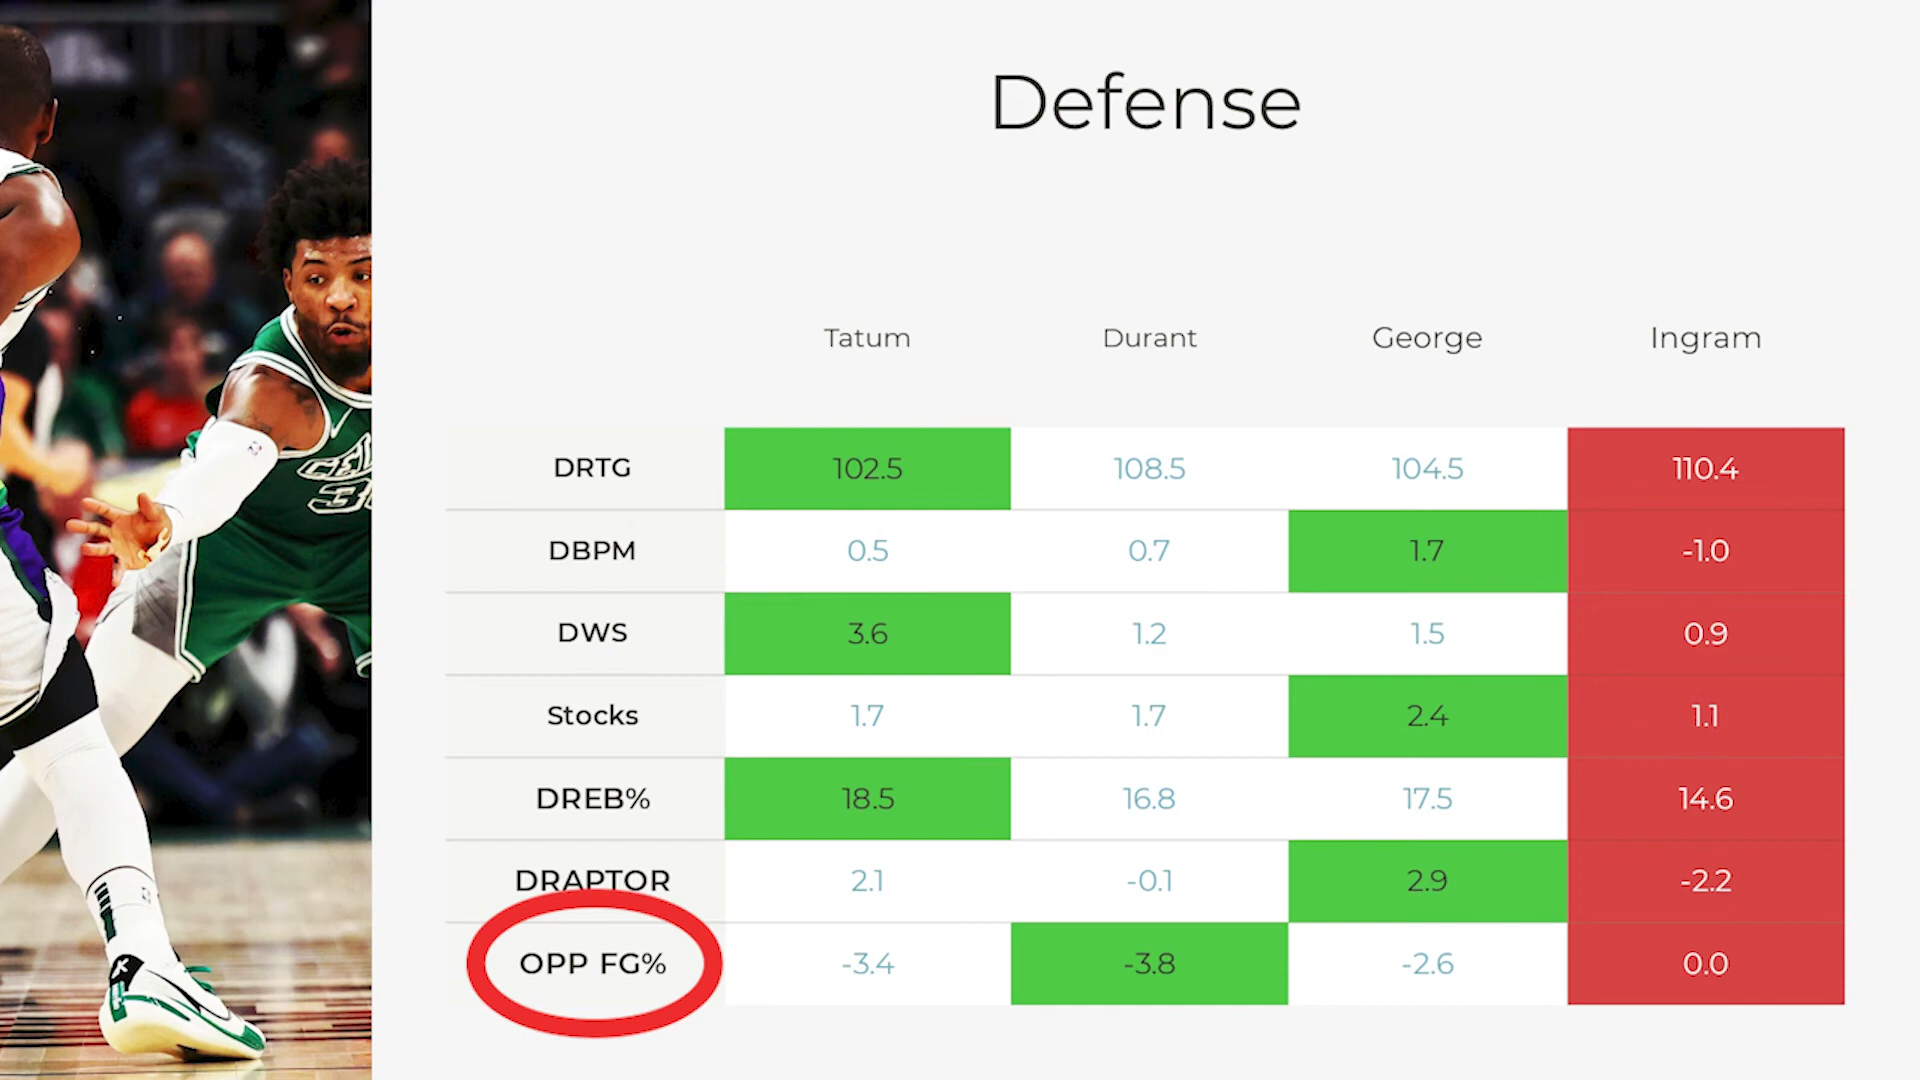 Defense
Tatum Durant George Ingram
DRTG 102.5 108.5 104.5 110.4
DBPM 0.5 0.7 1.7 -1.0
DWS 3.6 1.2 1.5 0.9
Stocks 1.7 1.7 2.4 1.1
DREB% 18.5 16.8 17.5 14.6
DRAPTOR 2.1 -0.1 2.9 -2.2
OPP FG% -3.4 -3.8 -2.6 0.0